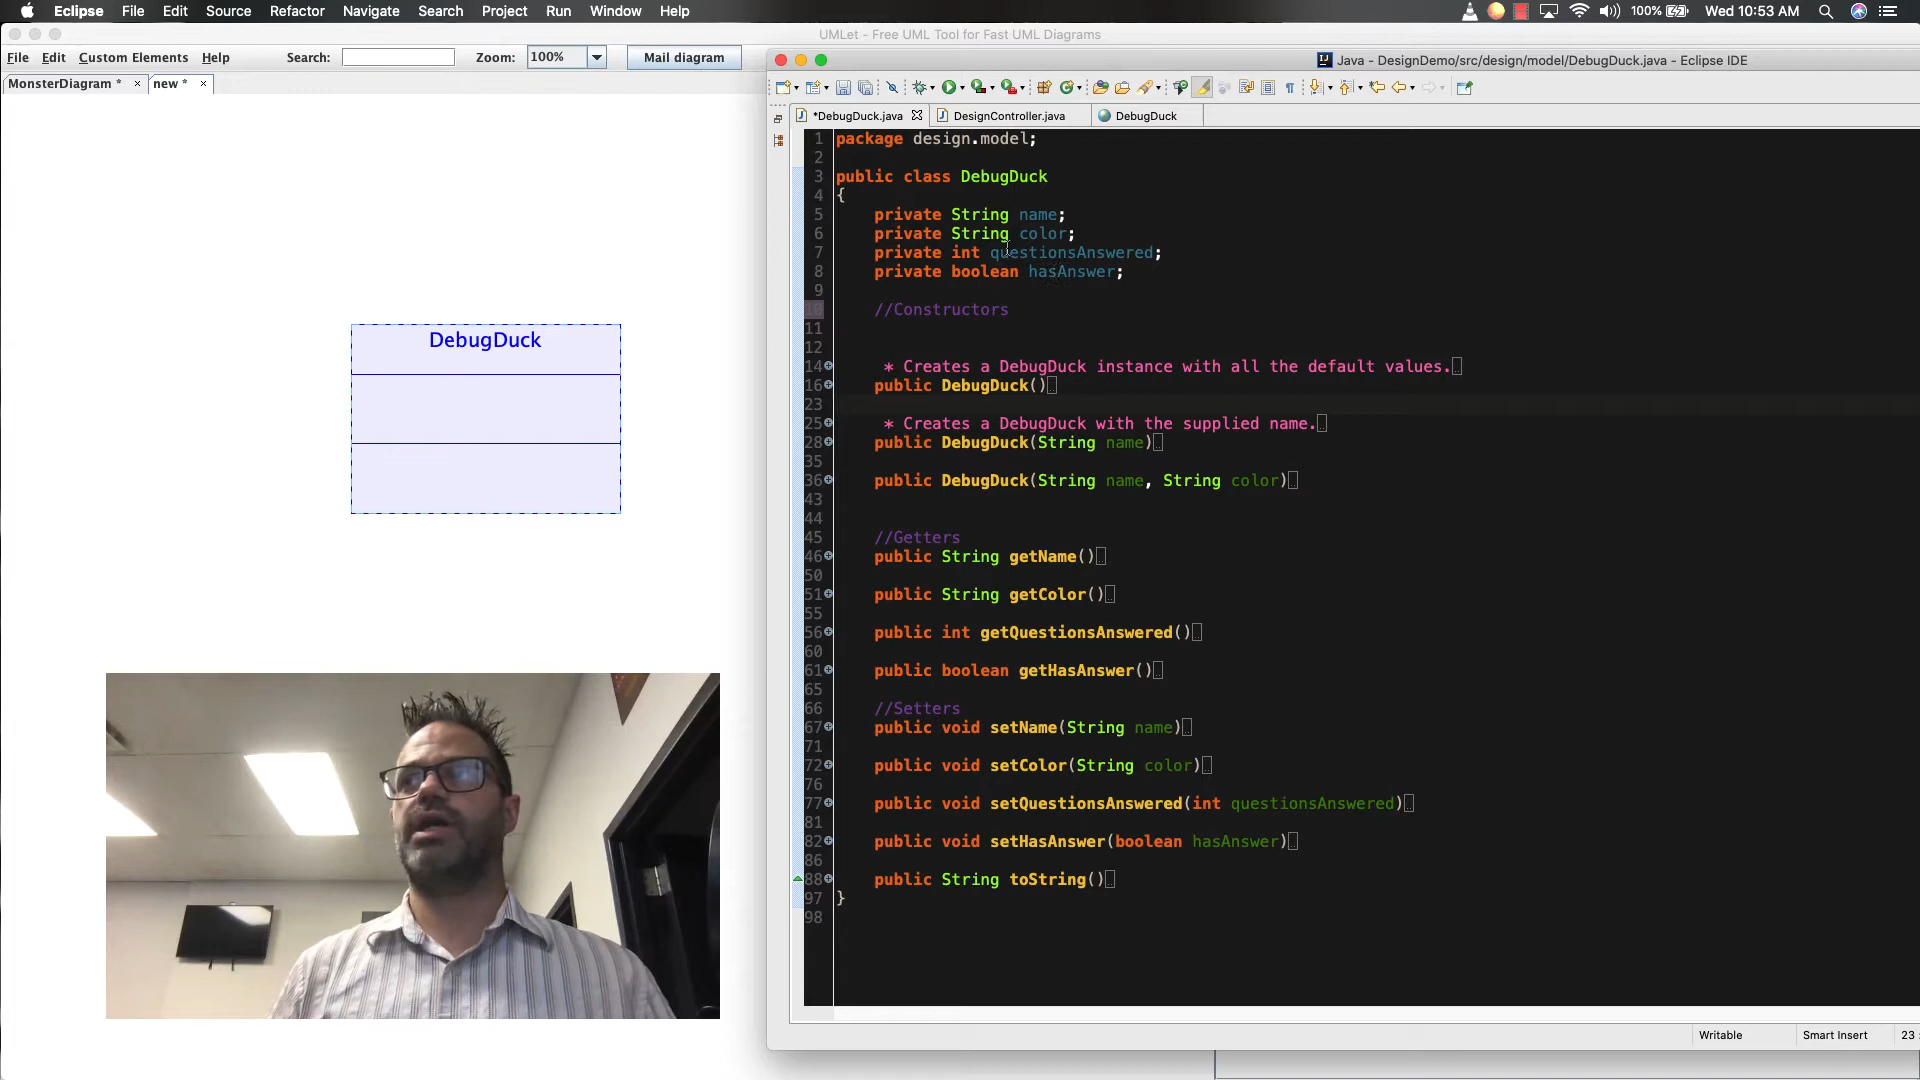 Eclipse File Edit Source Refactor Navigate Search Project Run Window Help 100% Wed 10:53 AM
UMLet - Free UML Tool for Fast UML Diagrams
File Edit Custom Elements Help Search: Zoom: 100% Mail diagram
MonsterDiagram * × new * ×
Java - DesignDemo/src/design/model/DebugDuck.java - Eclipse IDE
*DebugDuck.java DesignController.java DebugDuck
1 package design.model;
2
3 public class DebugDuck
4 {
5 private String name;
6 private String color;
7 private int questionsAnswered;
8 private boolean hasAnswer;
9
10 //Constructors
11
12
14 * Creates a DebugDuck instance with all the default values.
16 public DebugDuck()
23
25 * Creates a DebugDuck with the supplied name.
28 public DebugDuck(String name)
35
36 public DebugDuck(String name, String color)
43
44
45 //Getters
46 public String getName()
50
51 public String getColor()
55
56 public int getQuestionsAnswered()
60
61 public boolean getHasAnswer()
65
66 //Setters
67 public void setName(String name)
71
72 public void setColor(String color)
76
77 public void setQuestionsAnswered(int questionsAnswered)
81
82 public void setHasAnswer(boolean hasAnswer)
86
88 public String toString()
97 }
98
DebugDuck
Writable Smart Insert 23